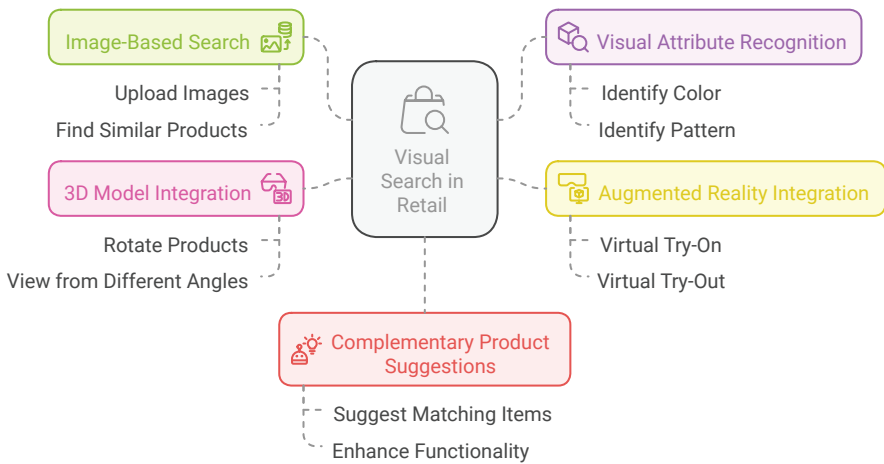 Image-Based Search
Upload Images
Find Similar Products
3D Model Integration
3D
Rotate Products
View from Different Angles
Visual
Search in
Retail
Visual Attribute Recognition
Identify Color
Identify Pattern
Augmented Reality Integration
Virtual Try-On
Virtual Try-Out
Complementary Product
Suggestions
Suggest Matching Items
Enhance Functionality